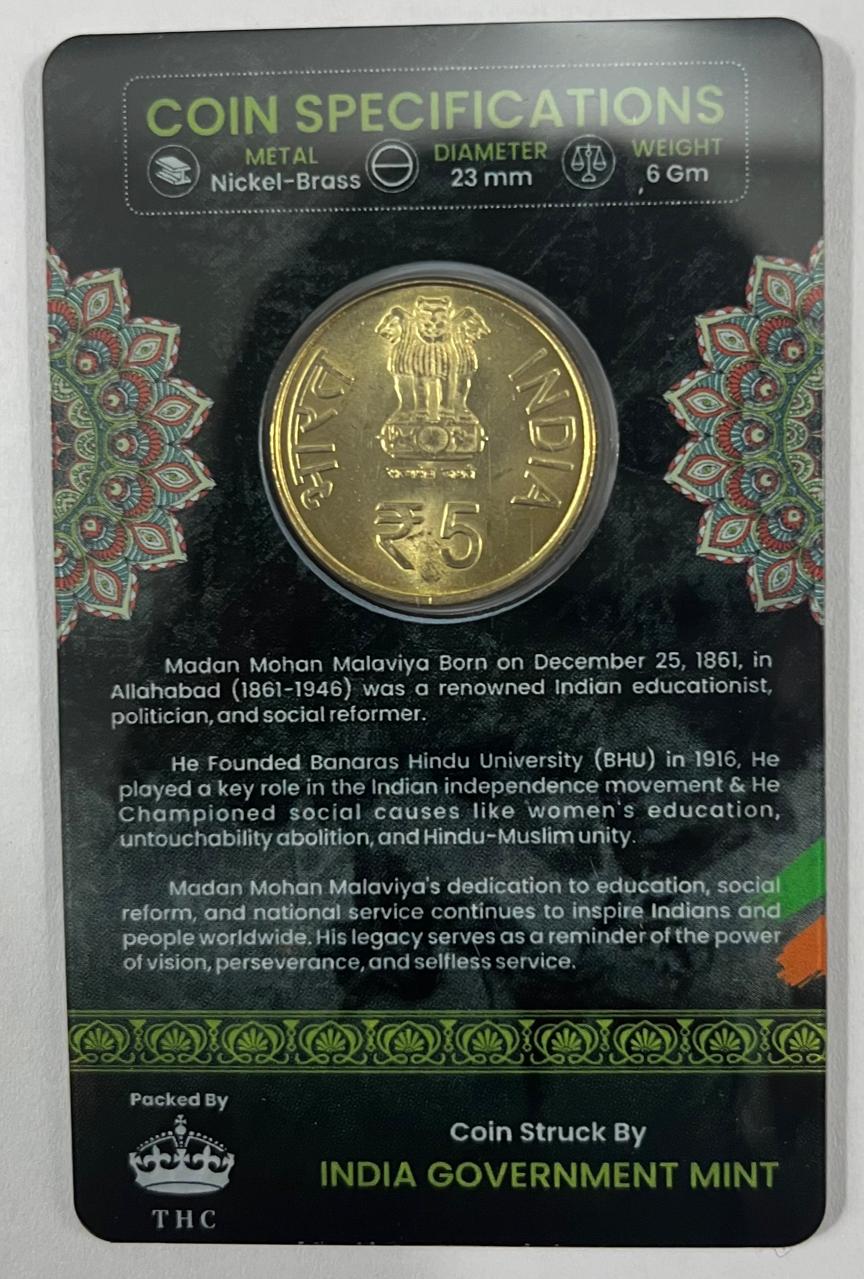 COIN SPECIFICATIONS
METAL
Nickel-Brass
DIAMETER
23 mm
WEIGHT
6 Gm
भारत
INDIA
सत्यमेव जयते
₹ 5
Madan Mohan Malaviya Born on December 25, 1861, in
Allahabad (1861-1946) was a renowned Indian educationist,
politician, and social reformer.
He Founded Banaras Hindu University (BHU) in 1916, He
played a key role in the Indian independence movement & He
Championed social causes like women's education,
untouchability abolition, and Hindu-Muslim unity.
Madan Mohan Malaviya's dedication to education, social
reform, and national service continues to inspire Indians and
people worldwide. His legacy serves as a reminder of the power
of vision, perseverance, and selfless service.
Packed By
THC
Coin Struck By
INDIA GOVERNMENT MINT